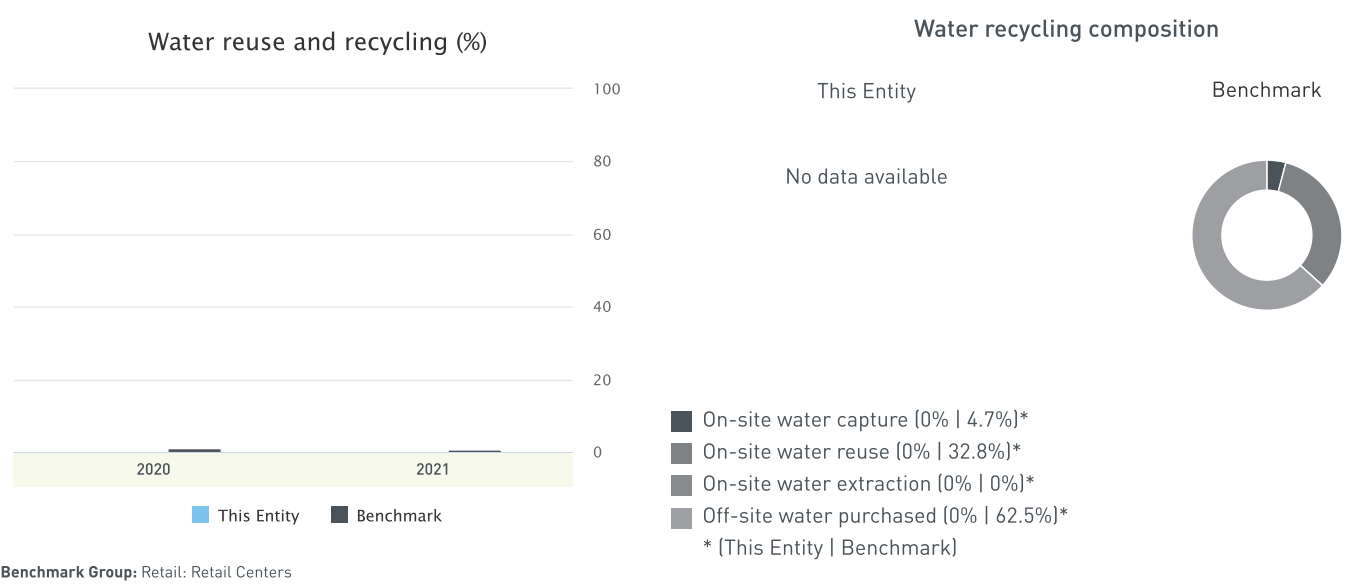 Water reuse and recycling (%)
100
80
60
40
20
0
2020 2021
This Entity Benchmark
Benchmark Group: Retail: Retail Centers
Water recycling composition
This Entity Benchmark
No data available
On-site water capture (0% | 4.7%)*
On-site water reuse (0% | 32.8%)*
On-site water extraction (0% | 0%)*
Off-site water purchased (0% | 62.5%)*
* (This Entity | Benchmark)